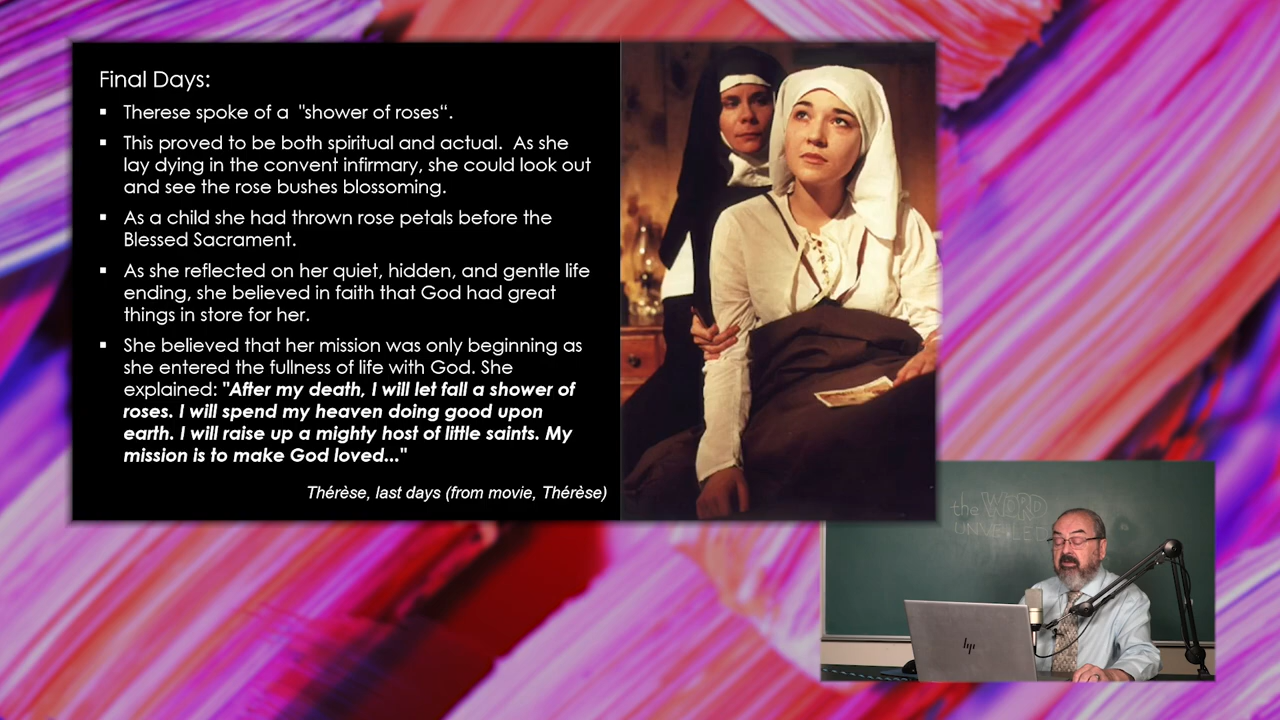 Final Days:
▪ Therese spoke of a "shower of roses“.
▪ This proved to be both spiritual and actual. As she
lay dying in the convent infirmary, she could look out
and see the rose bushes blossoming.
▪ As a child she had thrown rose petals before the
Blessed Sacrament.
▪ As she reflected on her quiet, hidden, and gentle life
ending, she believed in faith that God had great
things in store for her.
▪ She believed that her mission was only beginning as
she entered the fullness of life with God. She
explained: "After my death, I will let fall a shower of
roses. I will spend my heaven doing good upon
earth. I will raise up a mighty host of little saints. My
mission is to make God loved..."
Thérèse, last days (from movie, Thérèse)
the WORD
UNVEILED
hp